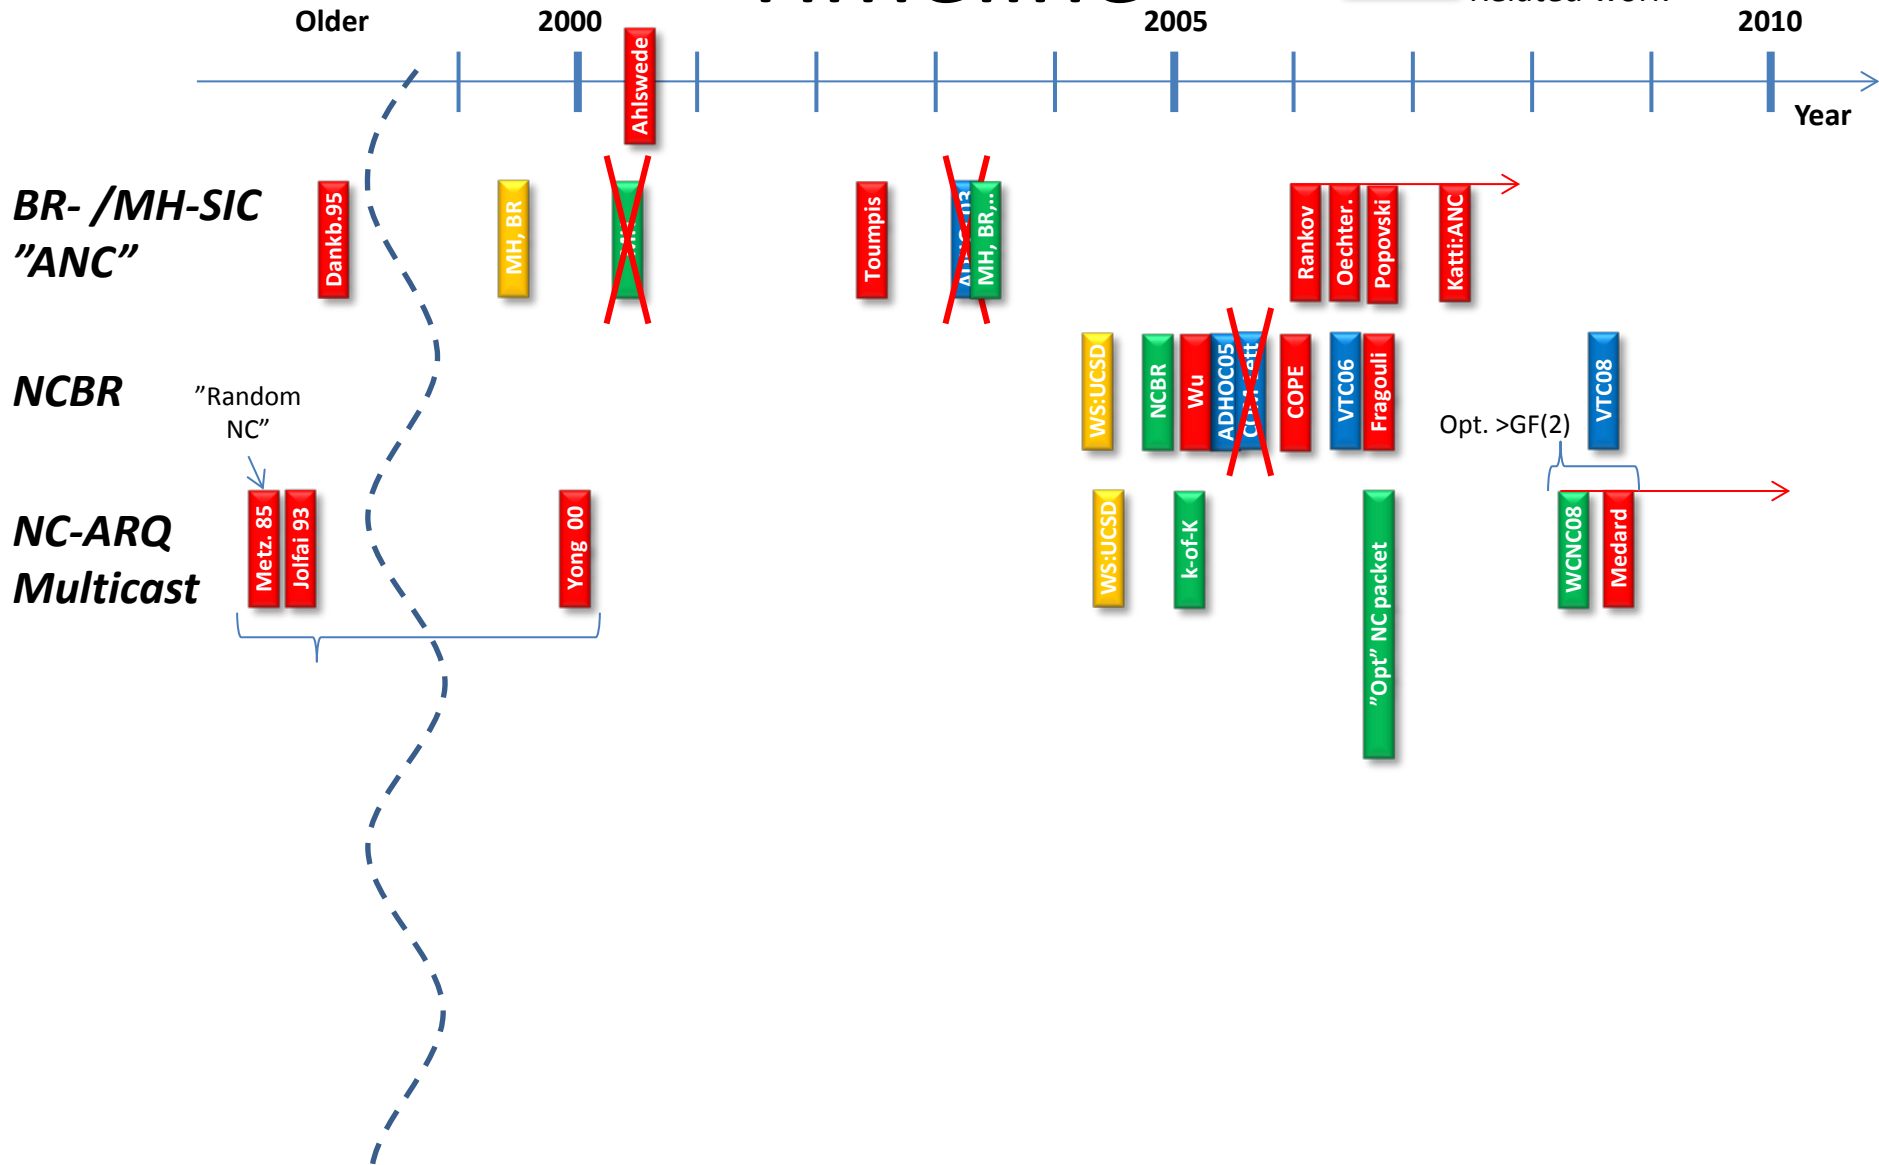 Older
2000
2005
2010
Year
Ahlswede
BR- /MH-SIC
”ANC”
Dankb.95
MH, BR
Toumpis
MH, BR,...
Rankov
Oechter.
Popovski
Katti:ANC
NCBR
”Random
NC”
WS:UCSD
NCBR
Wu
ADHOC05
COPE
VTC06
Fragouli
Opt. >GF(2)
VTC08
NC-ARQ
Multicast
Metz. 85
Jolfai 93
Yong 00
WS:UCSD
k-of-K
”Opt” NC packet
WCNC08
Medard